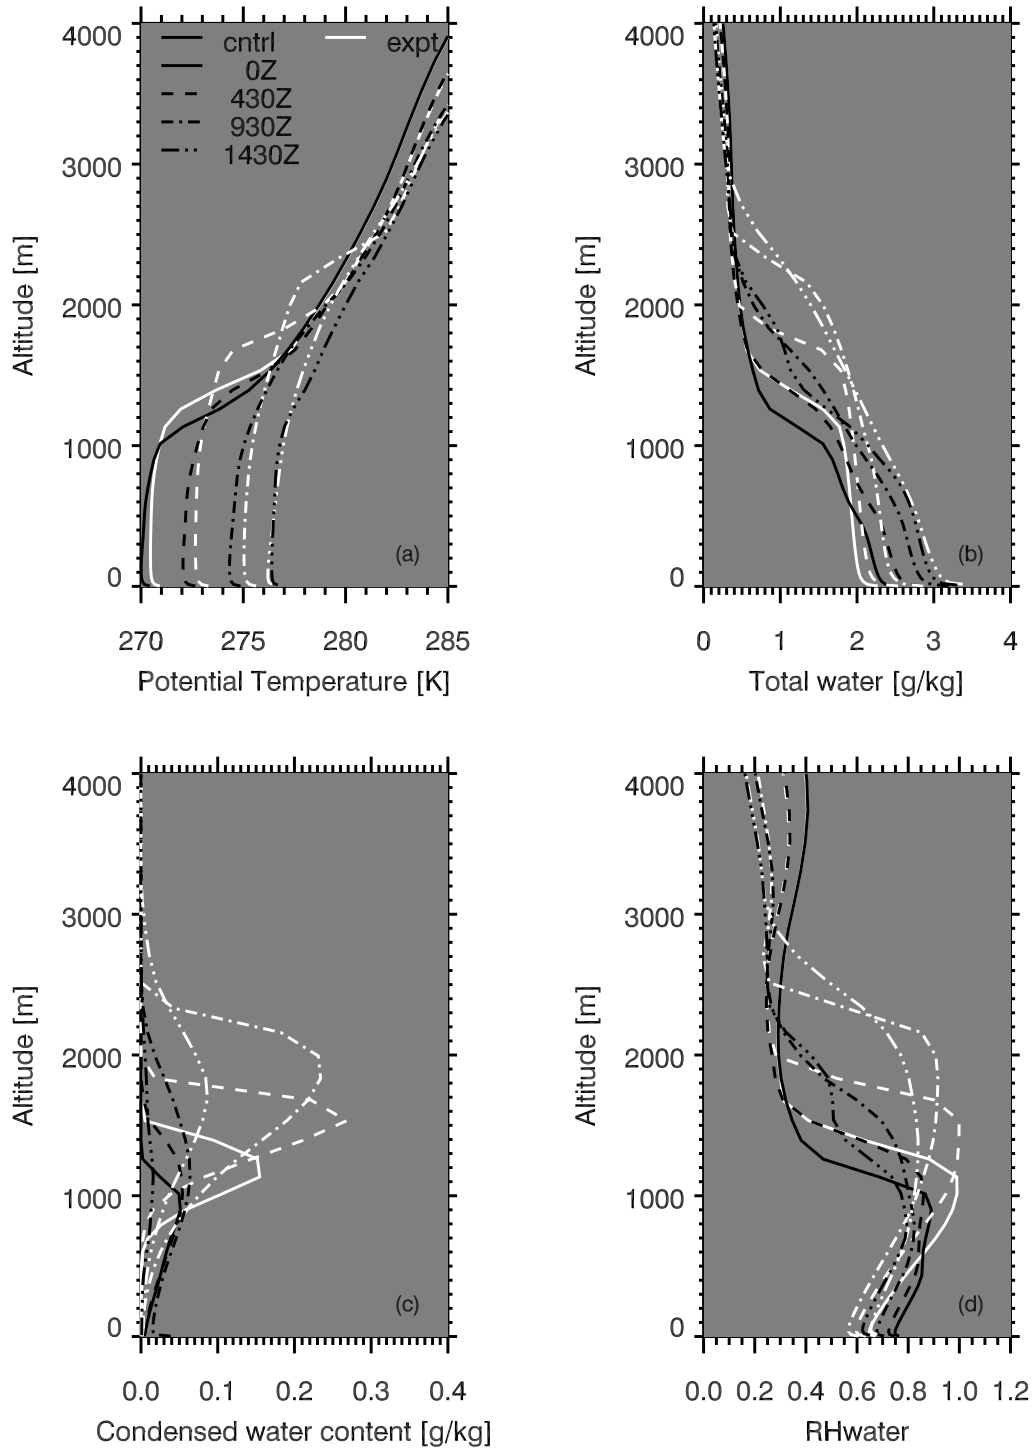 4000
3000
2000
1000
0
Altitude [m]
cntrl expt
0Z
430Z
930Z
1430Z
(a)
270 275 280 285
Potential Temperature [K]
4000
3000
2000
1000
0
Altitude [m]
(b)
0 1 2 3 4
Total water [g/kg]
4000
3000
2000
1000
0
Altitude [m]
(c)
0.0 0.1 0.2 0.3 0.4
Condensed water content [g/kg]
4000
3000
2000
1000
0
Altitude [m]
(d)
0.0 0.2 0.4 0.6 0.8 1.0 1.2
RHwater